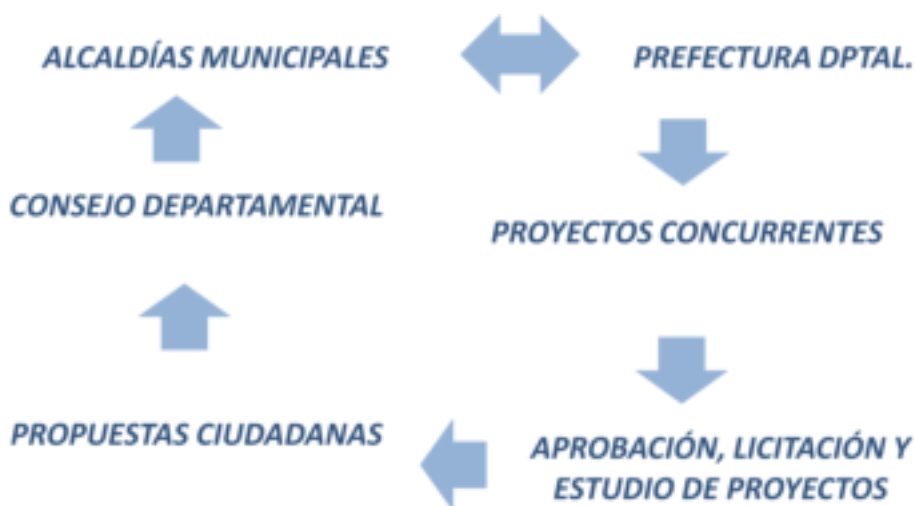 ALCALDÍAS MUNICIPALES
PREFECTURA DPTAL.
CONSEJO DEPARTAMENTAL
PROYECTOS CONCURRENTES
PROPUESTAS CIUDADANAS
APROBACIÓN, LICITACIÓN Y
ESTUDIO DE PROYECTOS